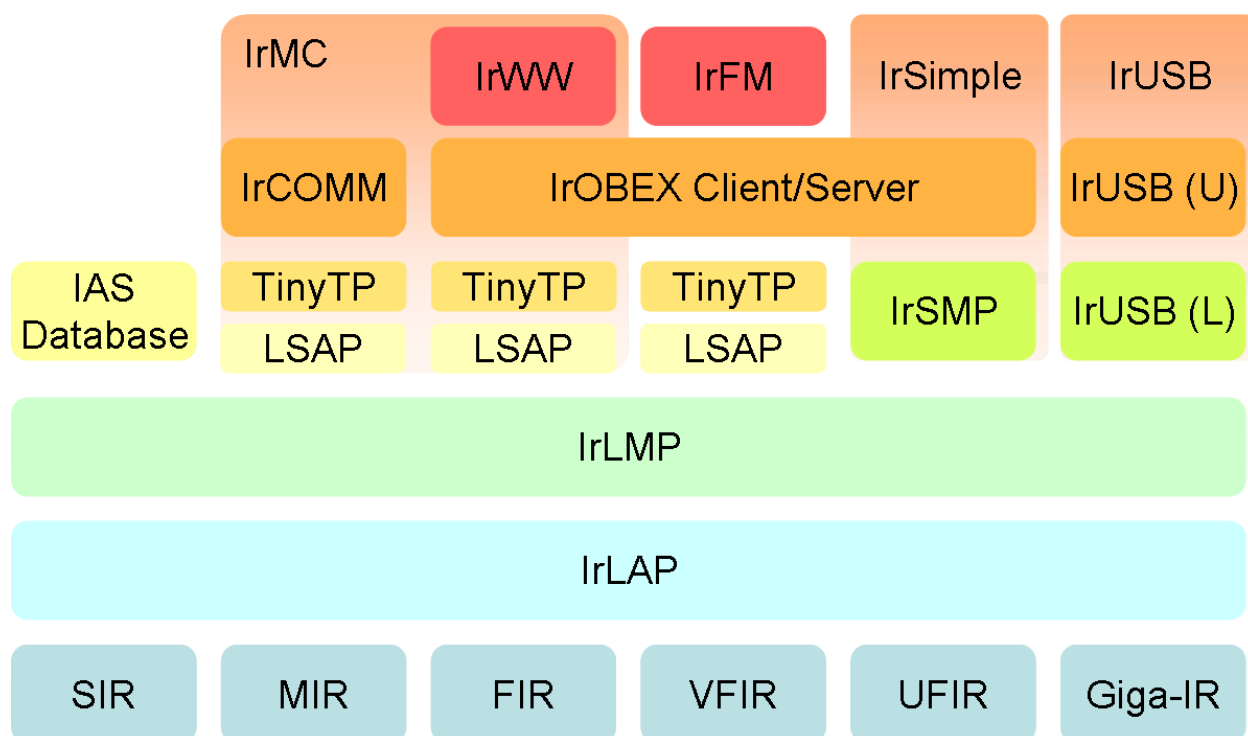 IrMC
IrWW
IrFM
IrSimple
IrUSB
IrCOMM
IrOBEX Client/Server
IrUSB (U)
IAS
Database
TinyTP
TinyTP
TinyTP
IrSMP
IrUSB (L)
LSAP
LSAP
LSAP
IrLMP
IrLAP
SIR
MIR
FIR
VFIR
UFIR
Giga-IR